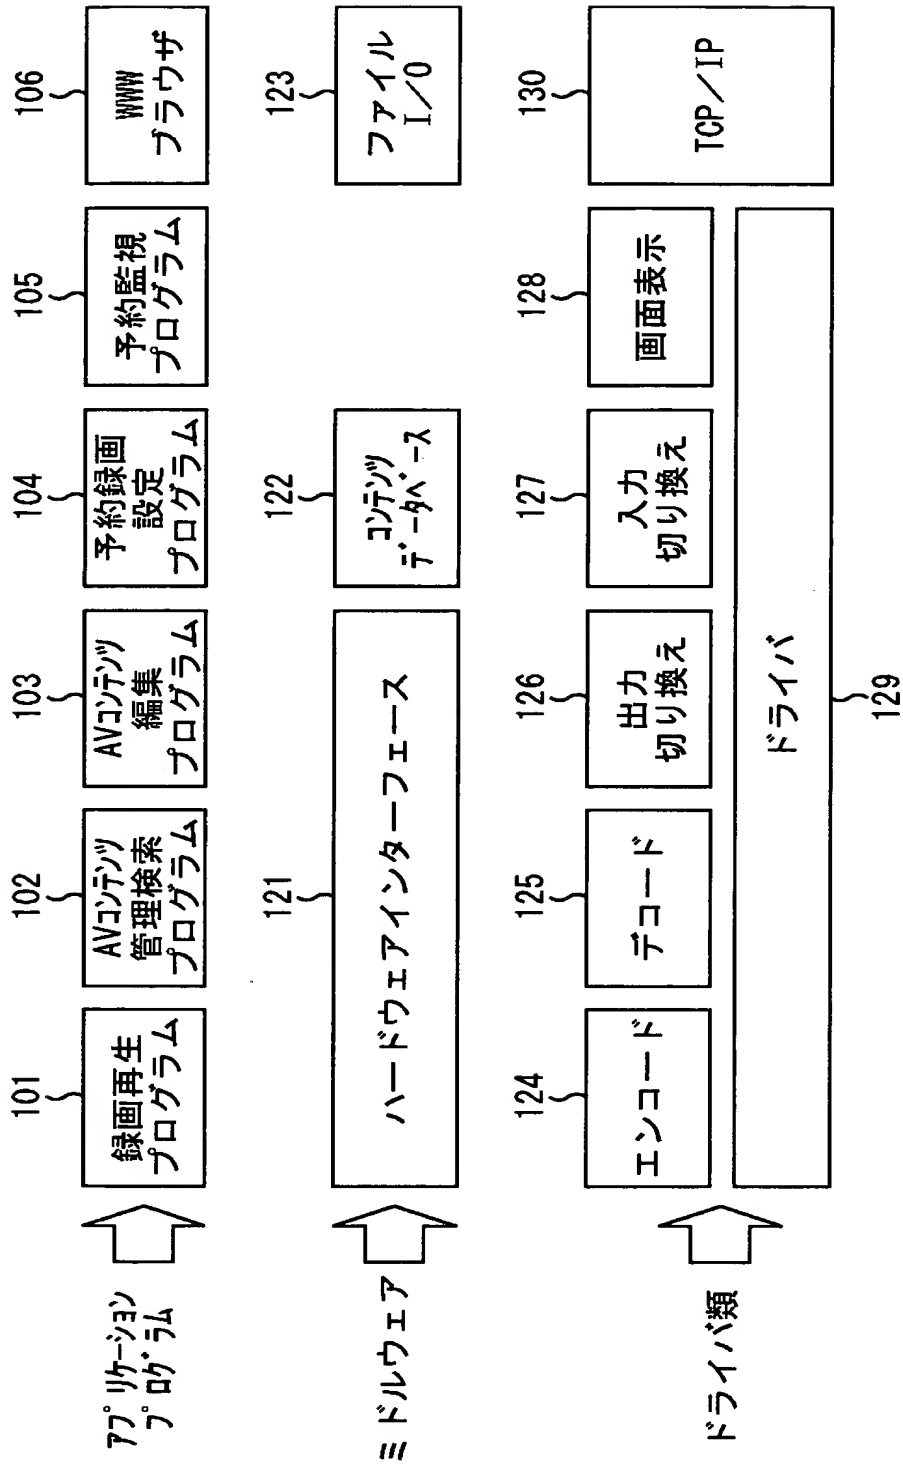 アプリケーション
プログラム
101
録画再生
プログラム
102
AVコンテンツ
管理検索
プログラム
103
AVコンテンツ
編集
プログラム
104
予約録画
設定
プログラム
105
予約監視
プログラム
106
WWW
ブラウザ
ミドルウェア
121
ハードウェアインターフェース
122
コンテンツ
データベース
123
ファイル
I/O
ドライバ類
124
エンコード
125
デコード
126
出力
切り換え
127
入力
切り換え
128
画面表示
130
TCP/IP
ドライバ
129